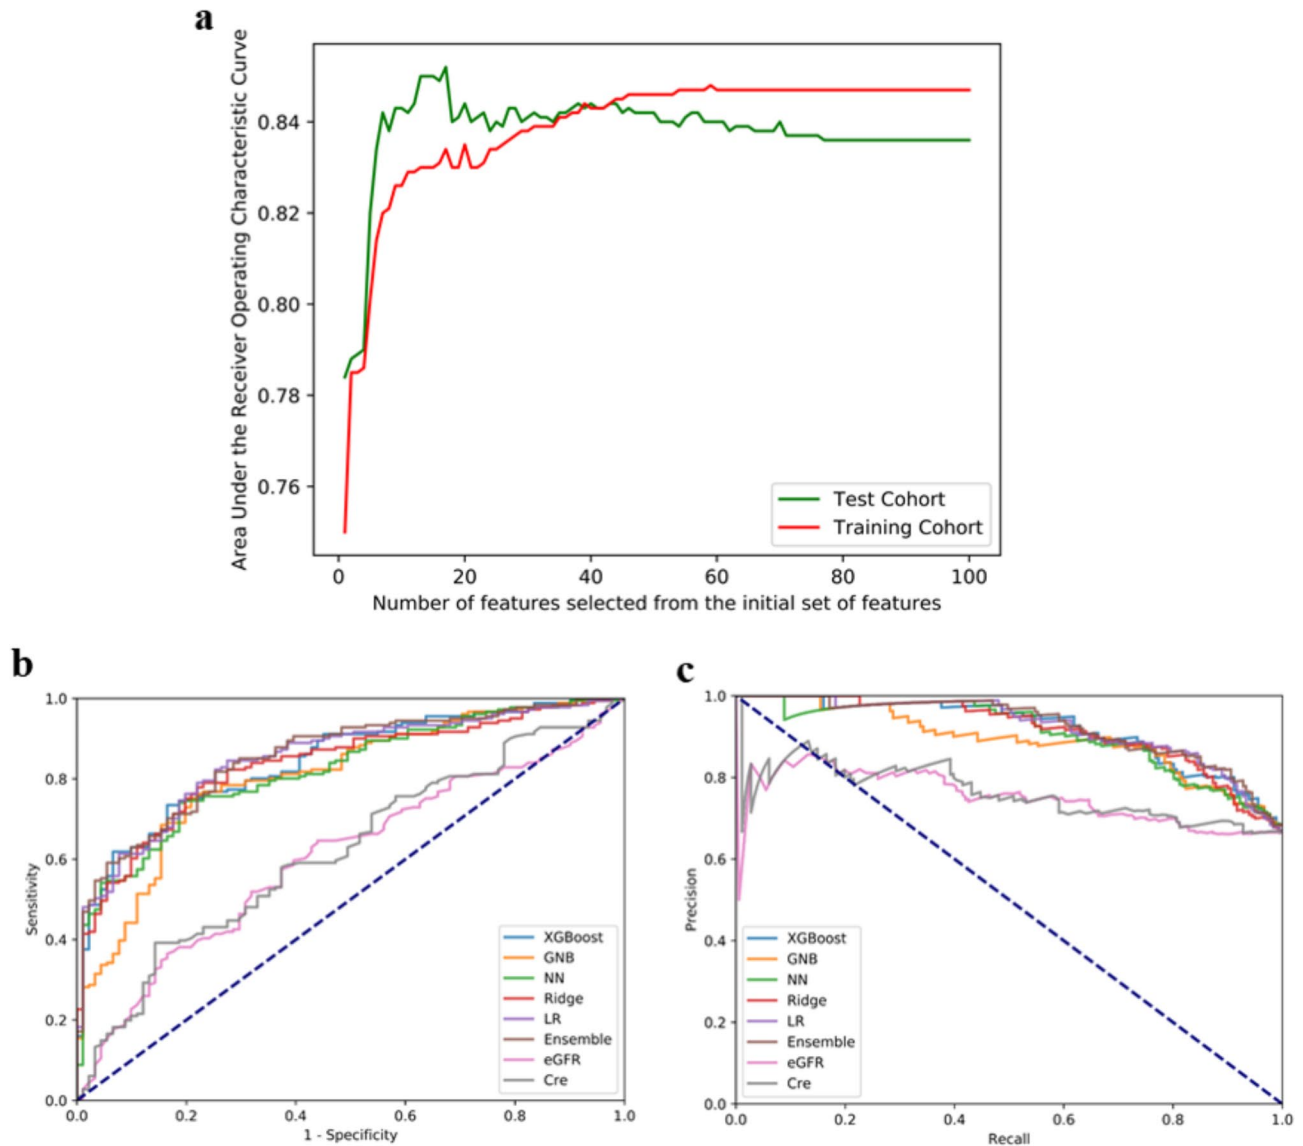 a
Area Under the Receiver Operating Characteristic Curve
0.84
0.82
0.80
0.78
0.76
Test Cohort
Training Cohort
0 20 40 60 80 100
Number of features selected from the initial set of features
b
Sensitivity
1.0
0.8
0.6
0.4
0.2
0.0
XGBoost
GNB
NN
Ridge
LR
Ensemble
eGFR
Cre
0.0 0.2 0.4 0.6 0.8 1.0
1 - Specificity
c
Precision
1.0
0.8
0.6
0.4
0.2
0.0
XGBoost
GNB
NN
Ridge
LR
Ensemble
eGFR
Cre
0.0 0.2 0.4 0.6 0.8 1.0
Recall